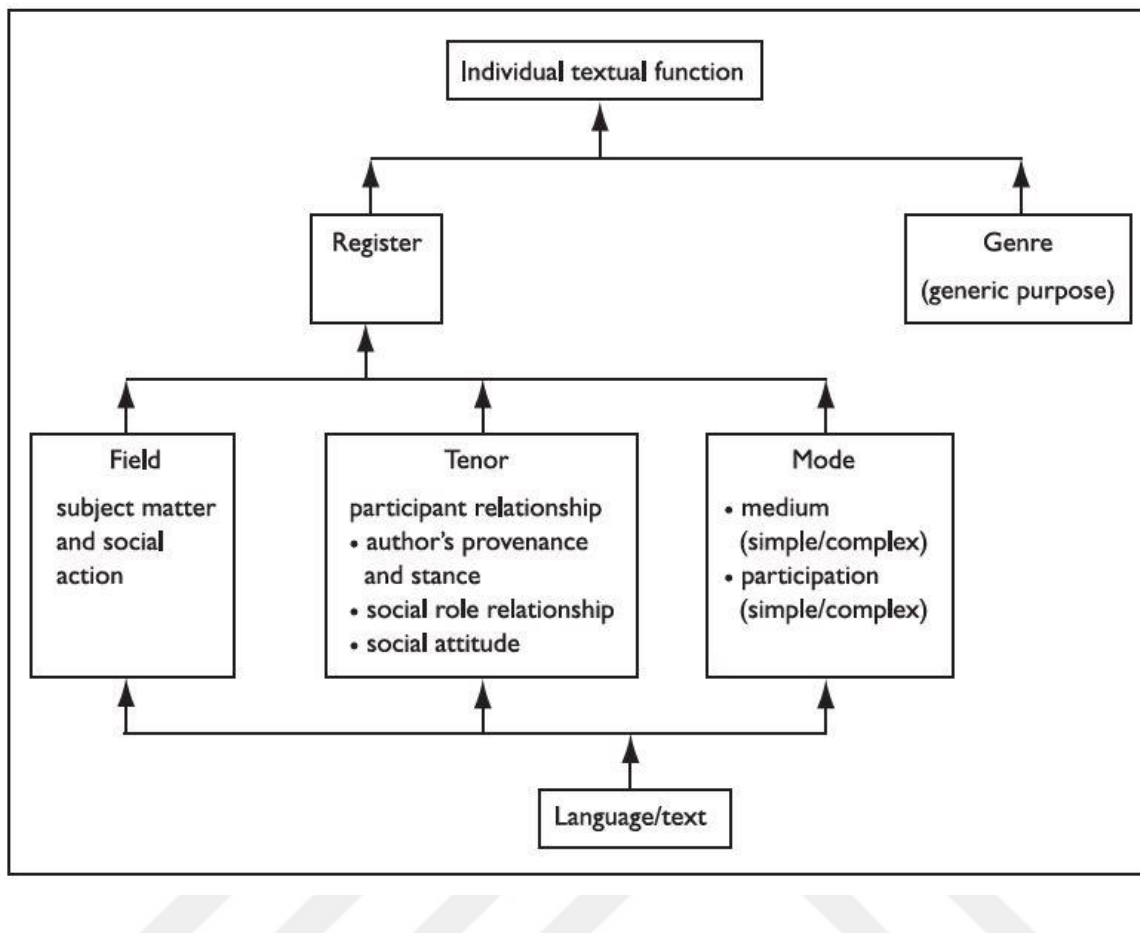 Individual textual function
Register
Genre
(generic purpose)
Field
subject matter
and social
action
Tenor
participant relationship
• author's provenance
and stance
• social role relationship
• social attitude
Mode
• medium
(simple/complex)
• participation
(simple/complex)
Language/text